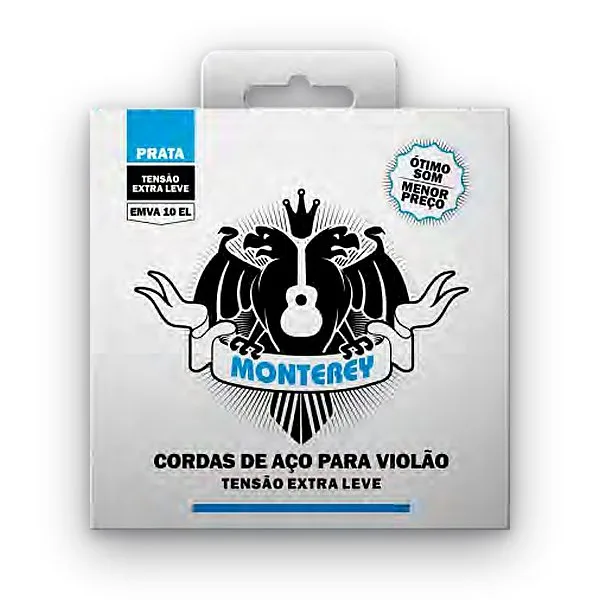 PRATA
TENSÃO
EXTRA LEVE
EMVA 10 EL
ÓTIMO
SOM
MENOR
PREÇO
MONTEREY
CORDAS DE AÇO PARA VIOLÃO
TENSÃO EXTRA LEVE